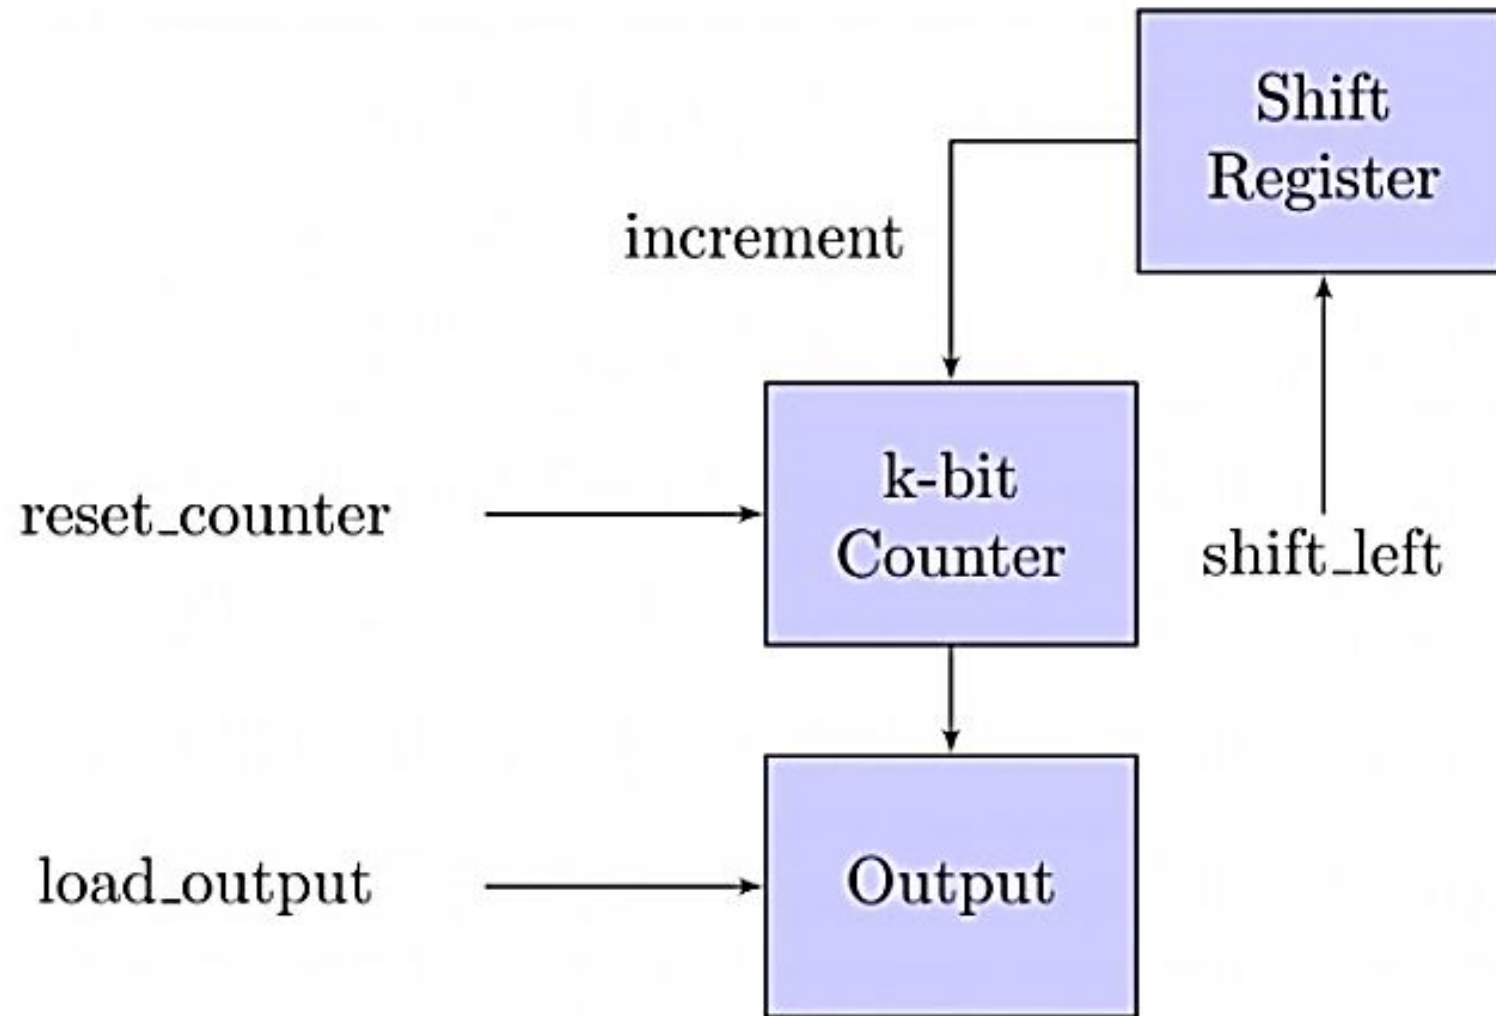 Shift
Register
increment
k-bit
Counter
reset_counter
shift_left
load_output
Output